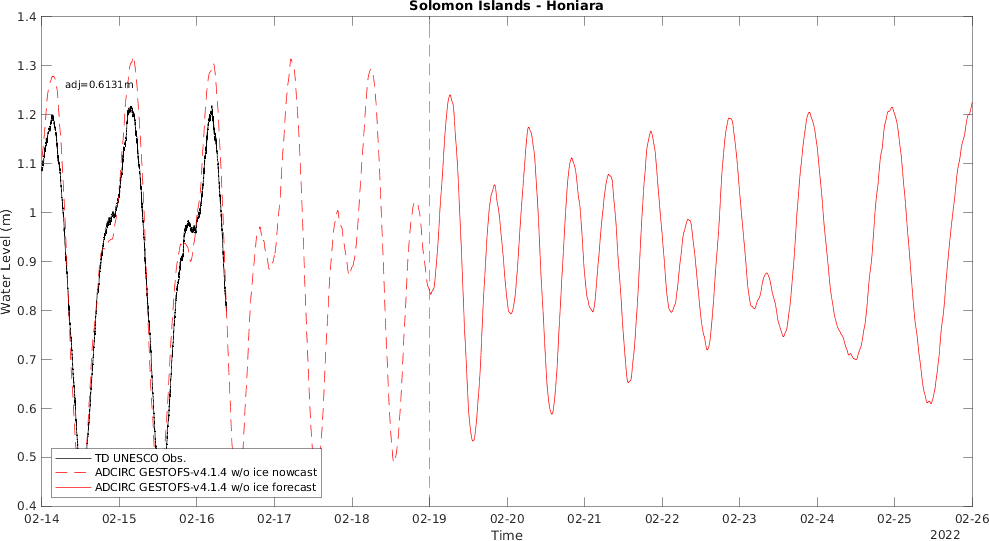 Solomon Islands - Honiara
1.4
1.3
1.2
1.1
1
0.9
0.8
0.7
0.6
0.5
0.4
Water Level (m)
adj=0.6131m
TD UNESCO Obs.
ADCIRC GESTOFS-v4.1.4 w/o ice nowcast
ADCIRC GESTOFS-v4.1.4 w/o ice forecast
02-14 02-15 02-16 02-17 02-18 02-19 02-20 02-21 02-22 02-23 02-24 02-25 02-26
Time
2022